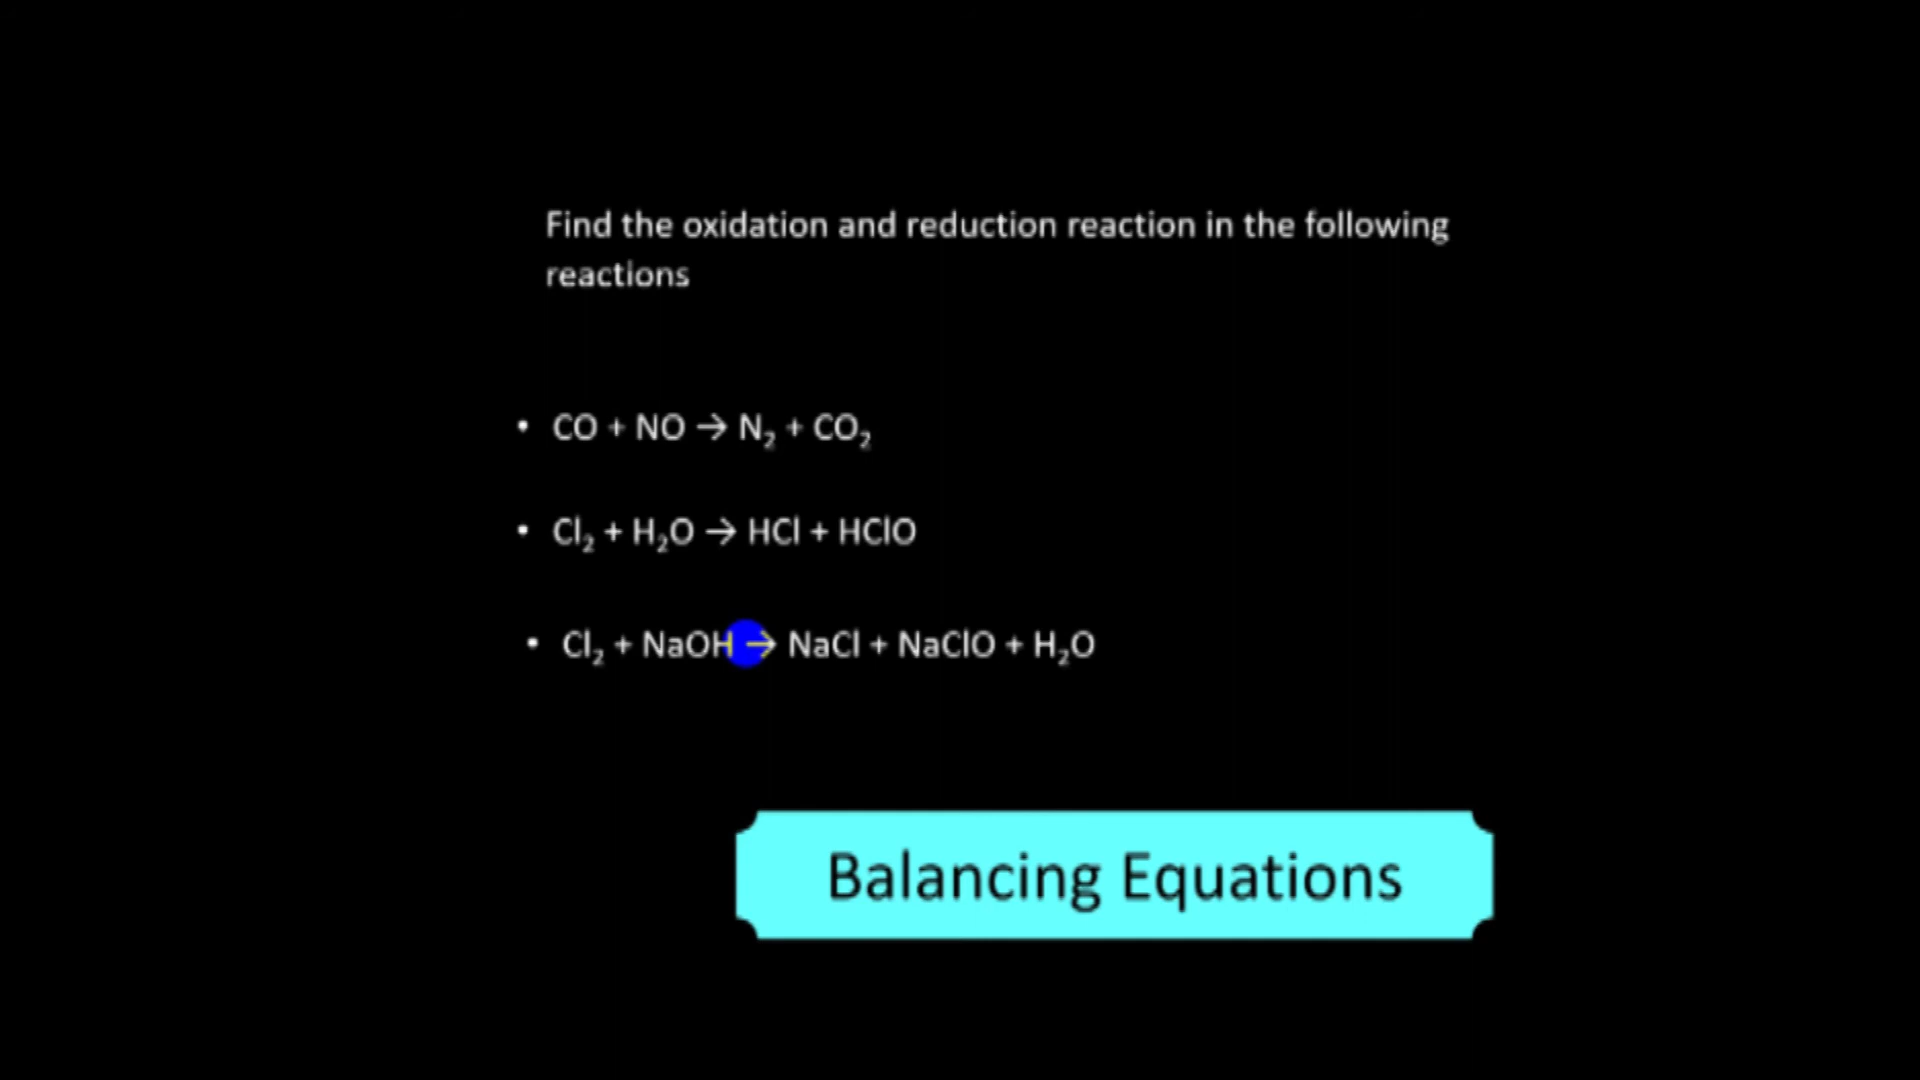 Find the oxidation and reduction reaction in the following
reactions
• CO + NO → N₂ + CO₂
• Cl₂ + H₂O → HCl + HClO
• Cl₂ + NaOH → NaCl + NaClO + H₂O
Balancing Equations